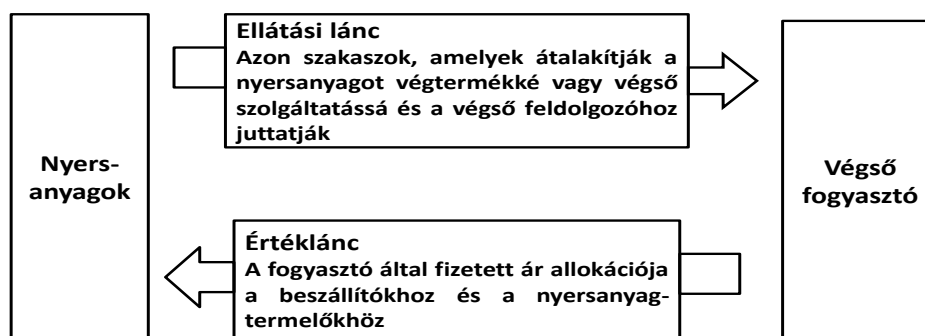 Ellátási lánc
Azon szakaszok, amelyek átalakítják a
nyersanyagot végtermékké vagy végső
szolgáltatássá és a végső feldolgozóhoz
juttatják
Nyers-
anyagok
Végső
fogyasztó
Értéklánc
A fogyasztó által fizetett ár allokációja
a beszállítókhoz és a nyersanyag-
termelőkhöz